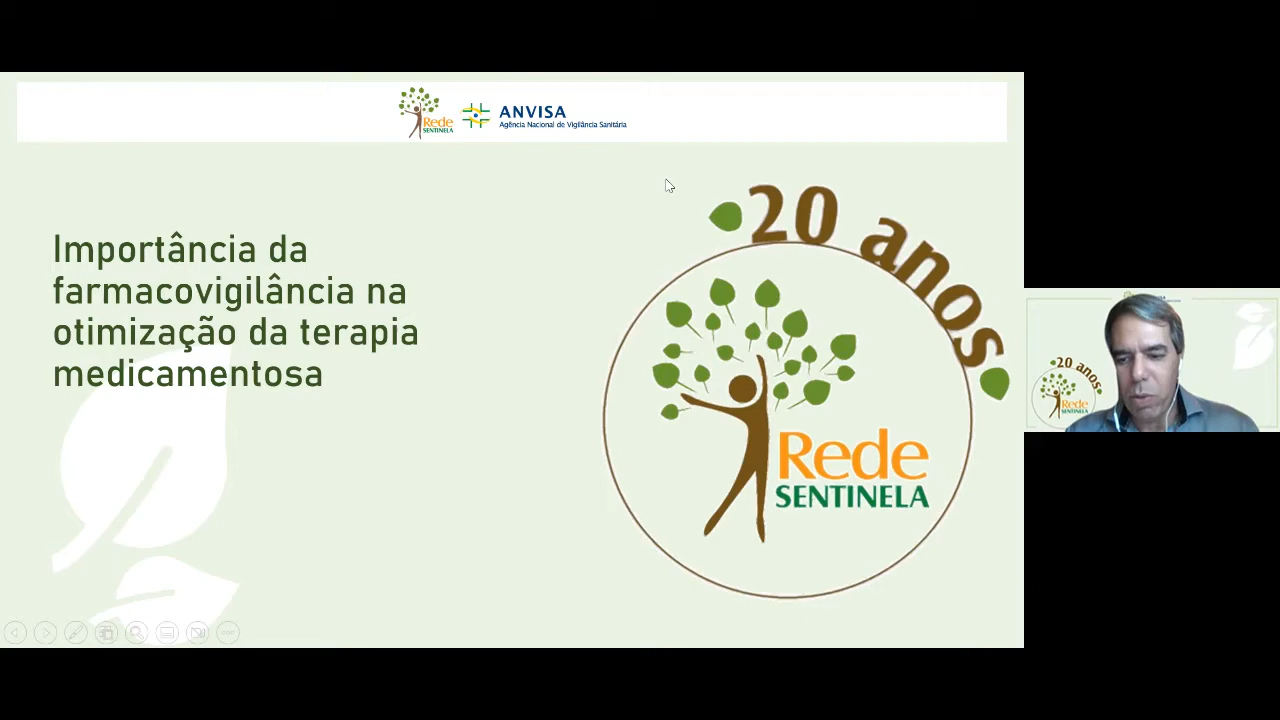 Rede
SENTINELA
ANVISA
Agência Nacional de Vigilância Sanitária
Importância da
farmacovigilância na
otimização da terapia
medicamentosa
20 anos
Rede
SENTINELA
20 anos
Rede
SENTINELA